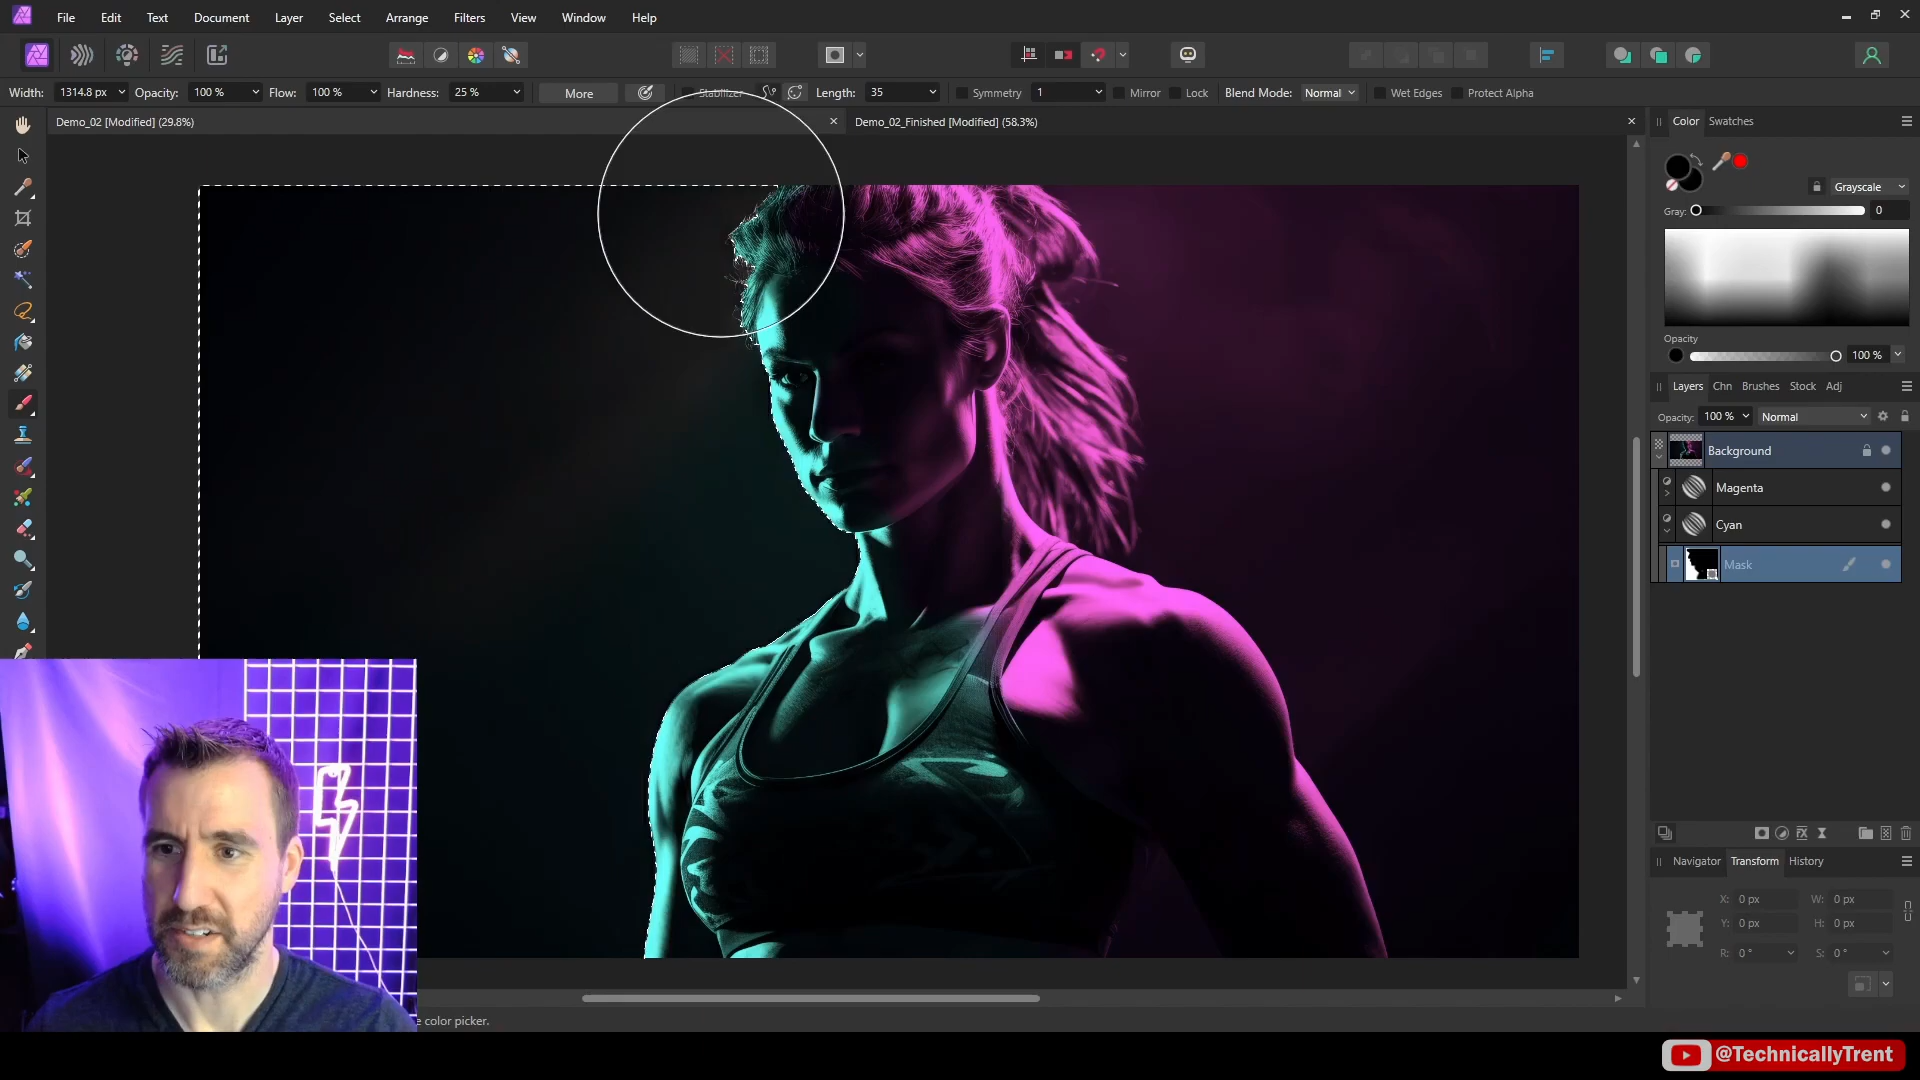 File Edit Text Document Layer Select Arrange Filters View Window Help
Width: 1314.8 px Opacity: 100 % Flow: 100 % Hardness: 25 % More Stabilizer Length: 35 Symmetry 1 Mirror Lock Blend Mode: Normal Wet Edges Protect Alpha
Demo_02 [Modified] (29.8%) Demo_02_Finished [Modified] (58.3%)
Color Swatches
Grayscale
Gray: 0
Opacity
100 %
Layers Chn Brushes Stock Adj
Opacity: 100 % Normal
Background
Magenta
Cyan
Mask
Navigator Transform History
X: 0 px W: 0 px
Y: 0 px H: 0 px
R: 0 ° S: 0 °
color picker.
@TechnicallyTrent